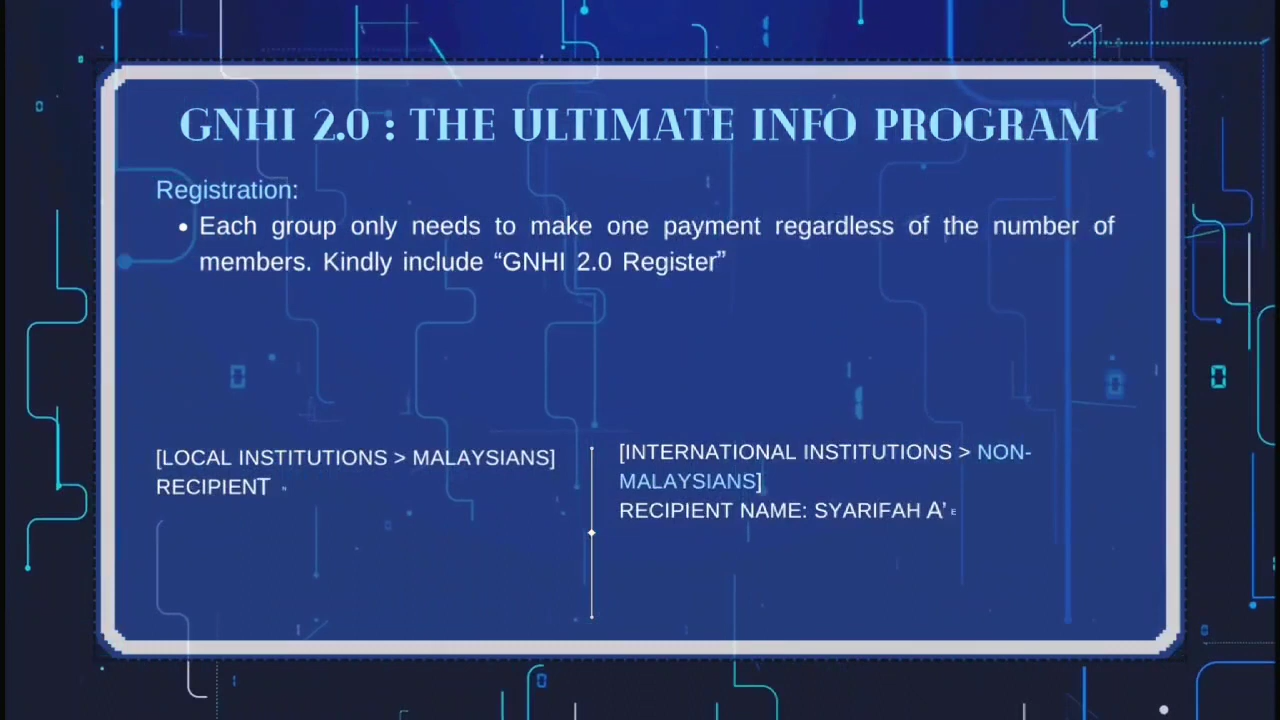 GNHI 2.0 : THE ULTIMATE INFO PROGRAM
Registration:
• Each group only needs to make one payment regardless of the number of
members. Kindly include “GNHI 2.0 Register”
[LOCAL INSTITUTIONS > MALAYSIANS]
RECIPIENT N
[INTERNATIONAL INSTITUTIONS > NON-
MALAYSIANS]
RECIPIENT NAME: SYARIFAH A’ E